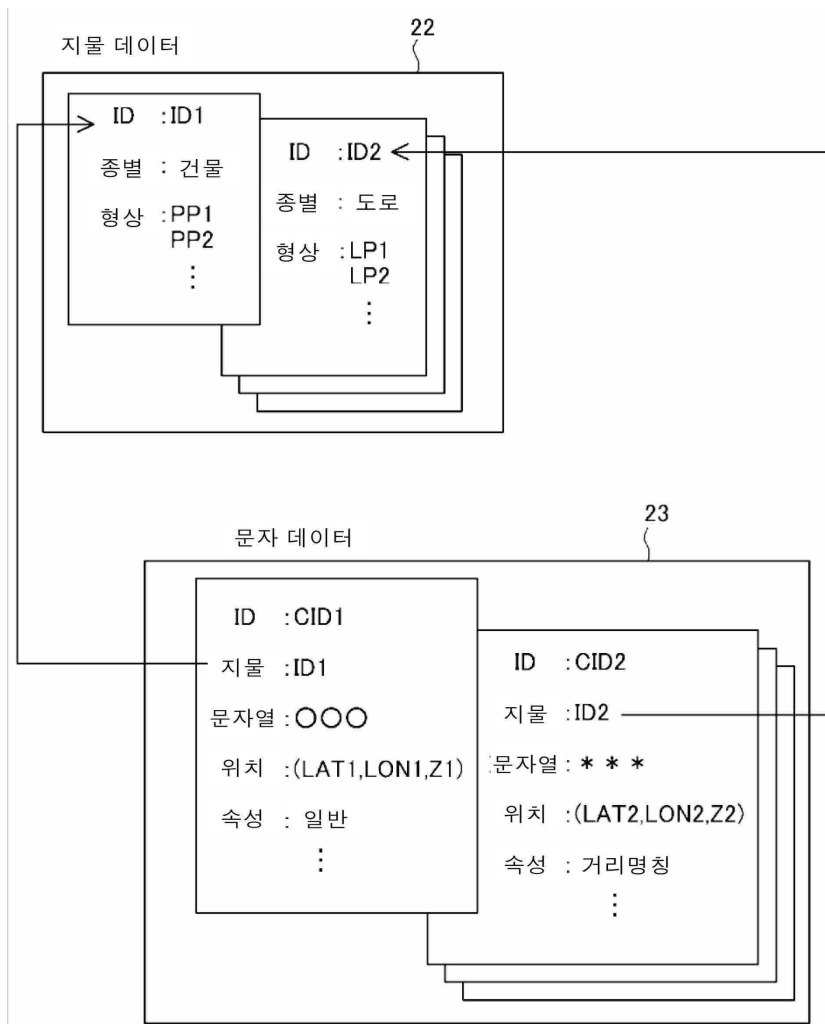 22
지물 데이터
ID :ID1
종별 : 건물
형상 :PP1
PP2
⋮
ID :ID2
종별 : 도로
형상 :LP1
LP2
⋮
23
문자 데이터
ID :CID1
지물 :ID1
문자열 :○○○
위치 :(LAT1,LON1,Z1)
속성 : 일반
⋮
ID :CID2
지물 :ID2
문자열 : * * *
위치 :(LAT2,LON2,Z2)
속성 : 거리명칭
⋮